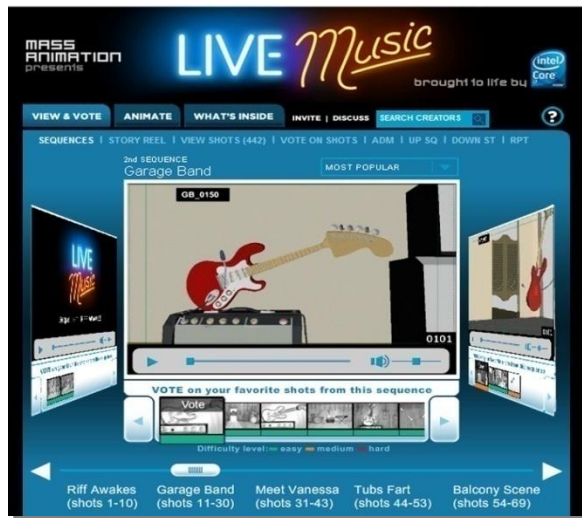 MASS
ANIMATION
presents
LIVE Music
brought to life by
intel
Core
VIEW & VOTE
ANIMATE
WHAT'S INSIDE
INVITE | DISCUSS
SEARCH CREATORS
?
SEQUENCES | STORY REEL | VIEW SHOTS (442) | VOTE ON SHOTS | ADM | UP SQ | DOWN ST | RPT
2nd SEQUENCE
Garage Band
MOST POPULAR
GB_0150
LIVE
Music
0101
VOTE on your favorite shots from this sequence
Vote
Difficulty level: easy medium hard
Riff Awakes
(shots 1-10)
Garage Band
(shots 11-30)
Meet Vanessa
(shots 31-43)
Tubs Fart
(shots 44-53)
Balcony Scene
(shots 54-69)